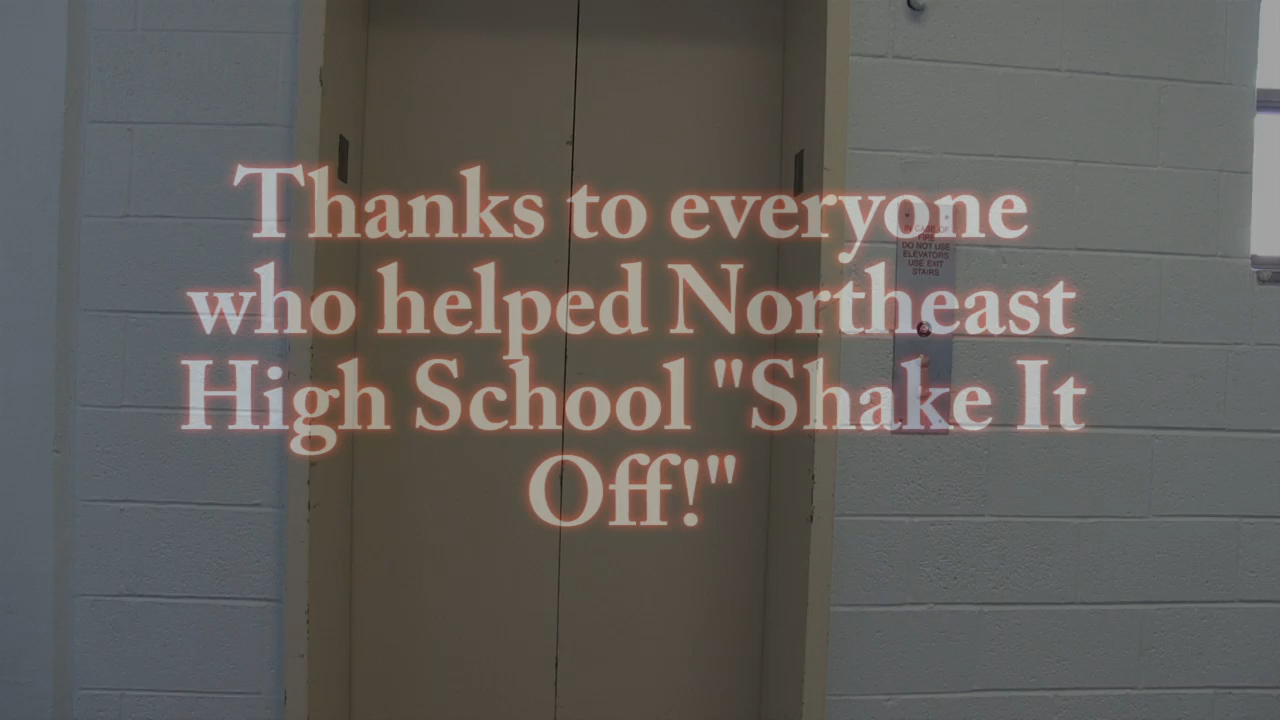 Thanks to everyone
who helped Northeast
High School "Shake It
Off!"
IN CASE OF
FIRE
DO NOT USE
ELEVATORS
USE EXIT
STAIRS